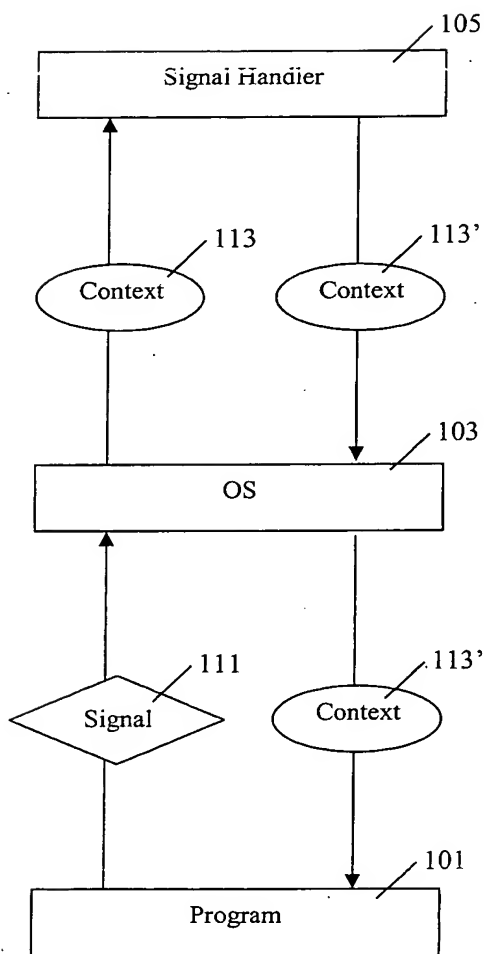 105
Signal Handler
113
113'
Context
Context
103
OS
111
113'
Signal
Context
101
Program